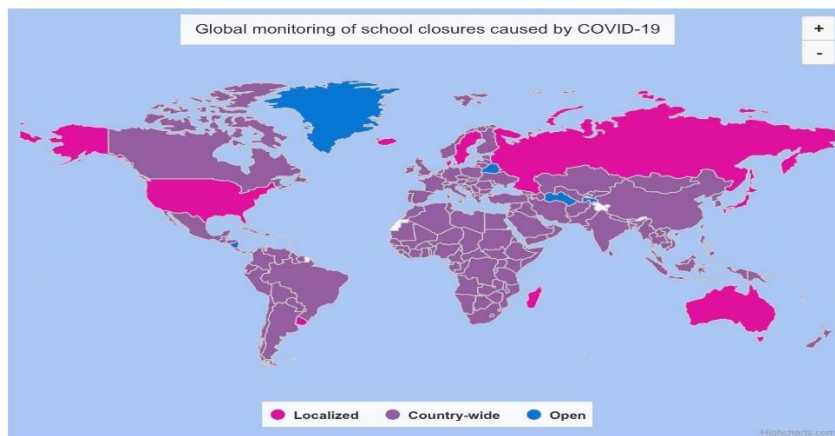 Global monitoring of school closures caused by COVID-19
+
-
Localized Country-wide Open
Highcharts.com